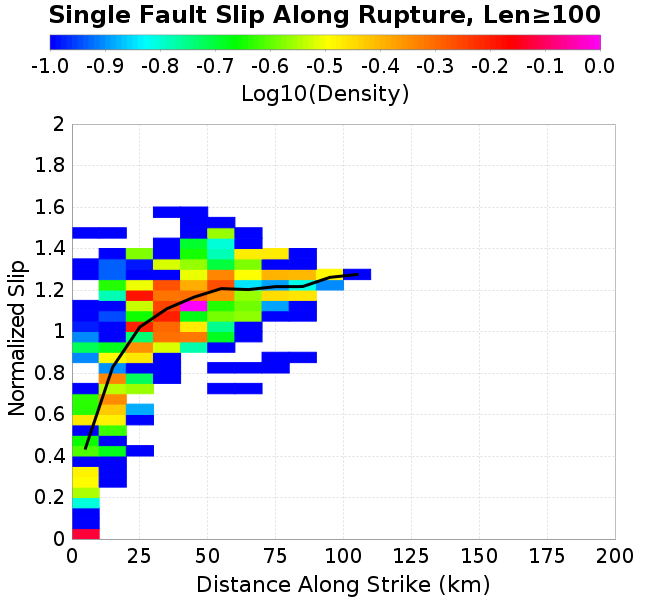 Single Fault Slip Along Rupture, Len≥100
-1.0 -0.9 -0.8 -0.7 -0.6 -0.5 -0.4 -0.3 -0.2 -0.1 0.0
Log10(Density)
2
1.8
1.6
1.4
1.2
1
0.8
0.6
0.4
0.2
0
Normalized Slip
0 25 50 75 100 125 150 175 200
Distance Along Strike (km)